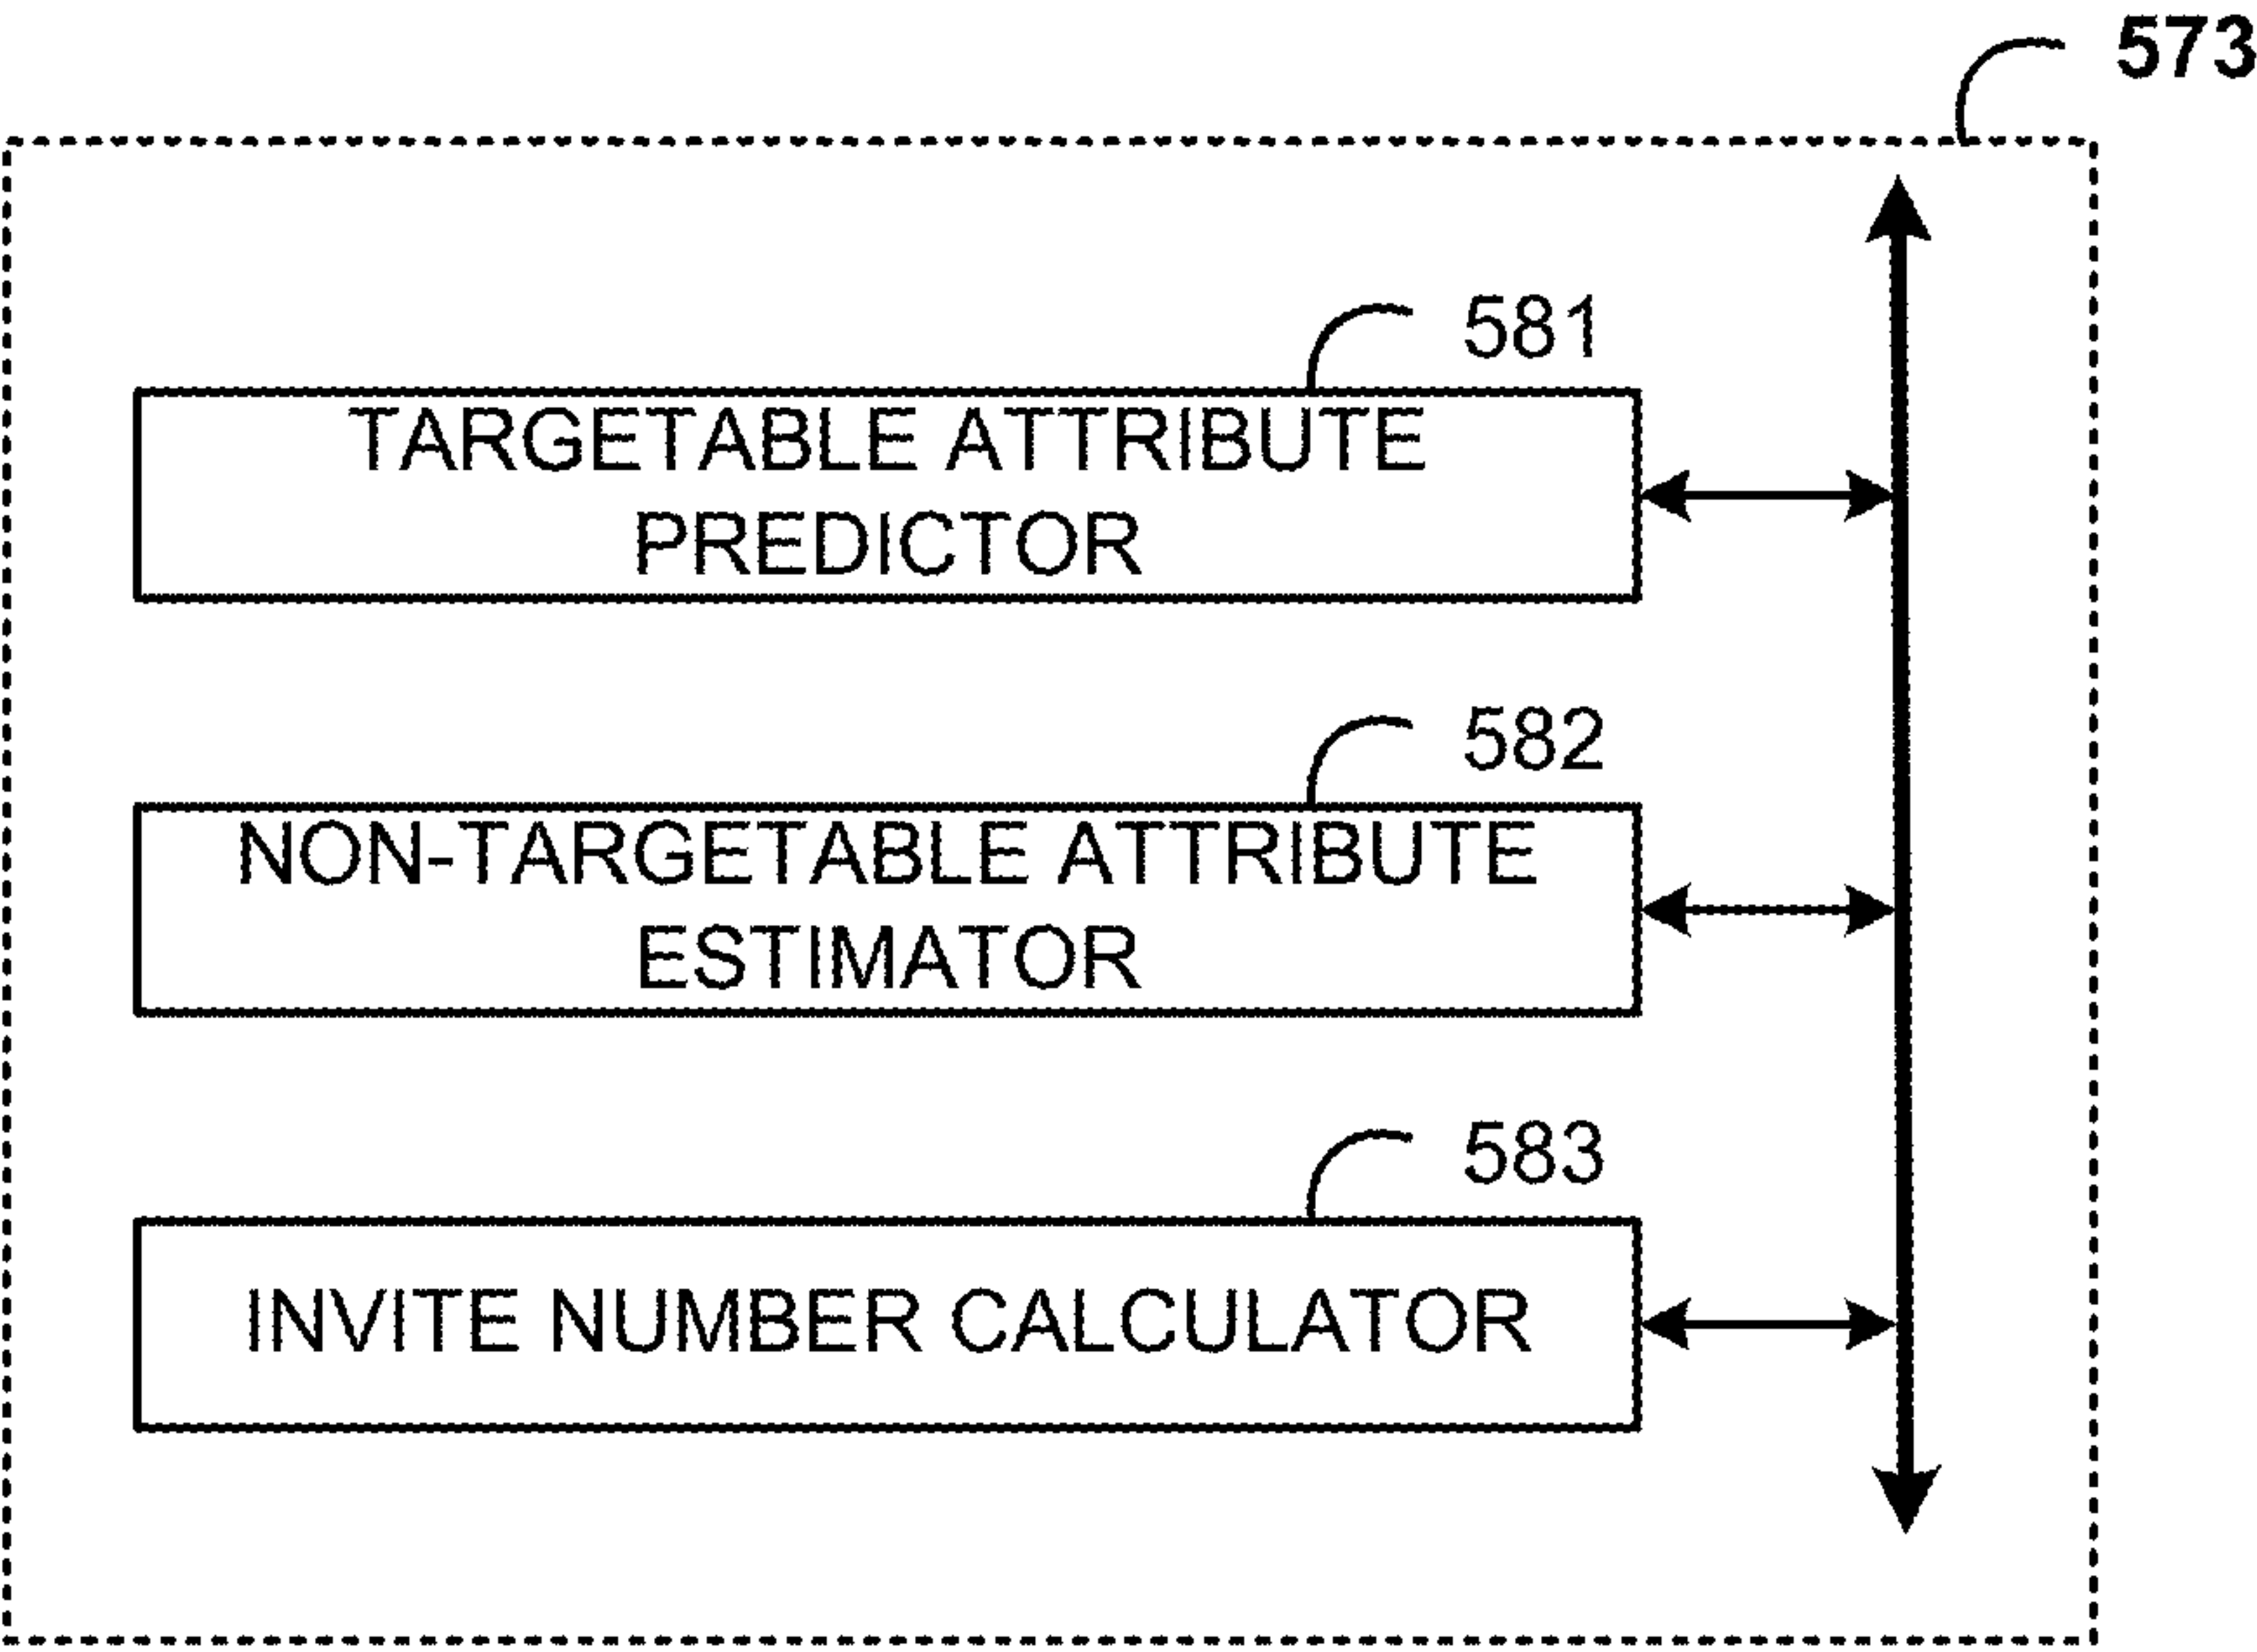 573
581
TARGETABLE ATTRIBUTE
PREDICTOR
582
NON-TARGETABLE ATTRIBUTE
ESTIMATOR
583
INVITE NUMBER CALCULATOR